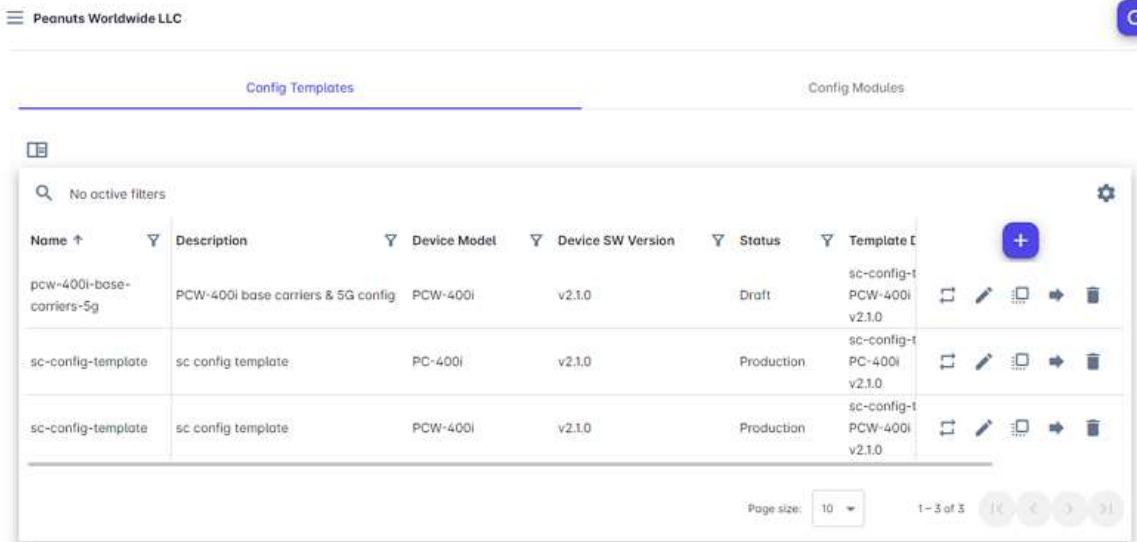 Peanuts Worldwide LLC
Config Templates Config Modules
No active filters
Name Description Device Model Device SW Version Status Template D
pcw-400i-base-carriers-5g PCW-400i base carriers & 5G config PCW-400i v2.1.0 Draft sc-config-t PCW-400i v2.1.0
sc-config-template sc config template PC-400i v2.1.0 Production sc-config-t PC-400i v2.1.0
sc-config-template sc config template PCW-400i v2.1.0 Production sc-config-t PCW-400i v2.1.0
Page size: 10 1 – 3 of 3